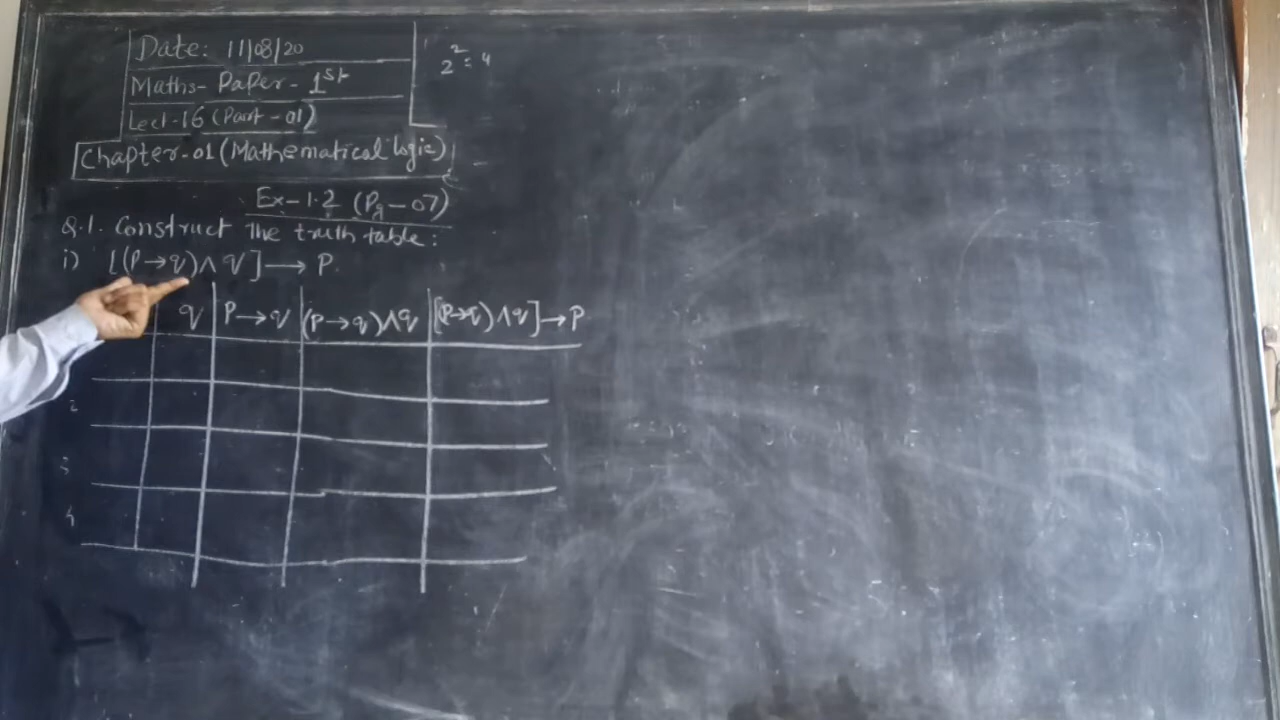 Date: 11/08/20
2² = 4
Maths- Paper- 1st
Lect-16 (Part-01)
Chapter-01 (Mathematical logic)
Ex-1.2 (Pg-07)
Q.1. Construct the truth table:
i) [(P→q)∧q]→P.
q P→q (P→q)∧q [(P→q)∧q]→P
2
3
4